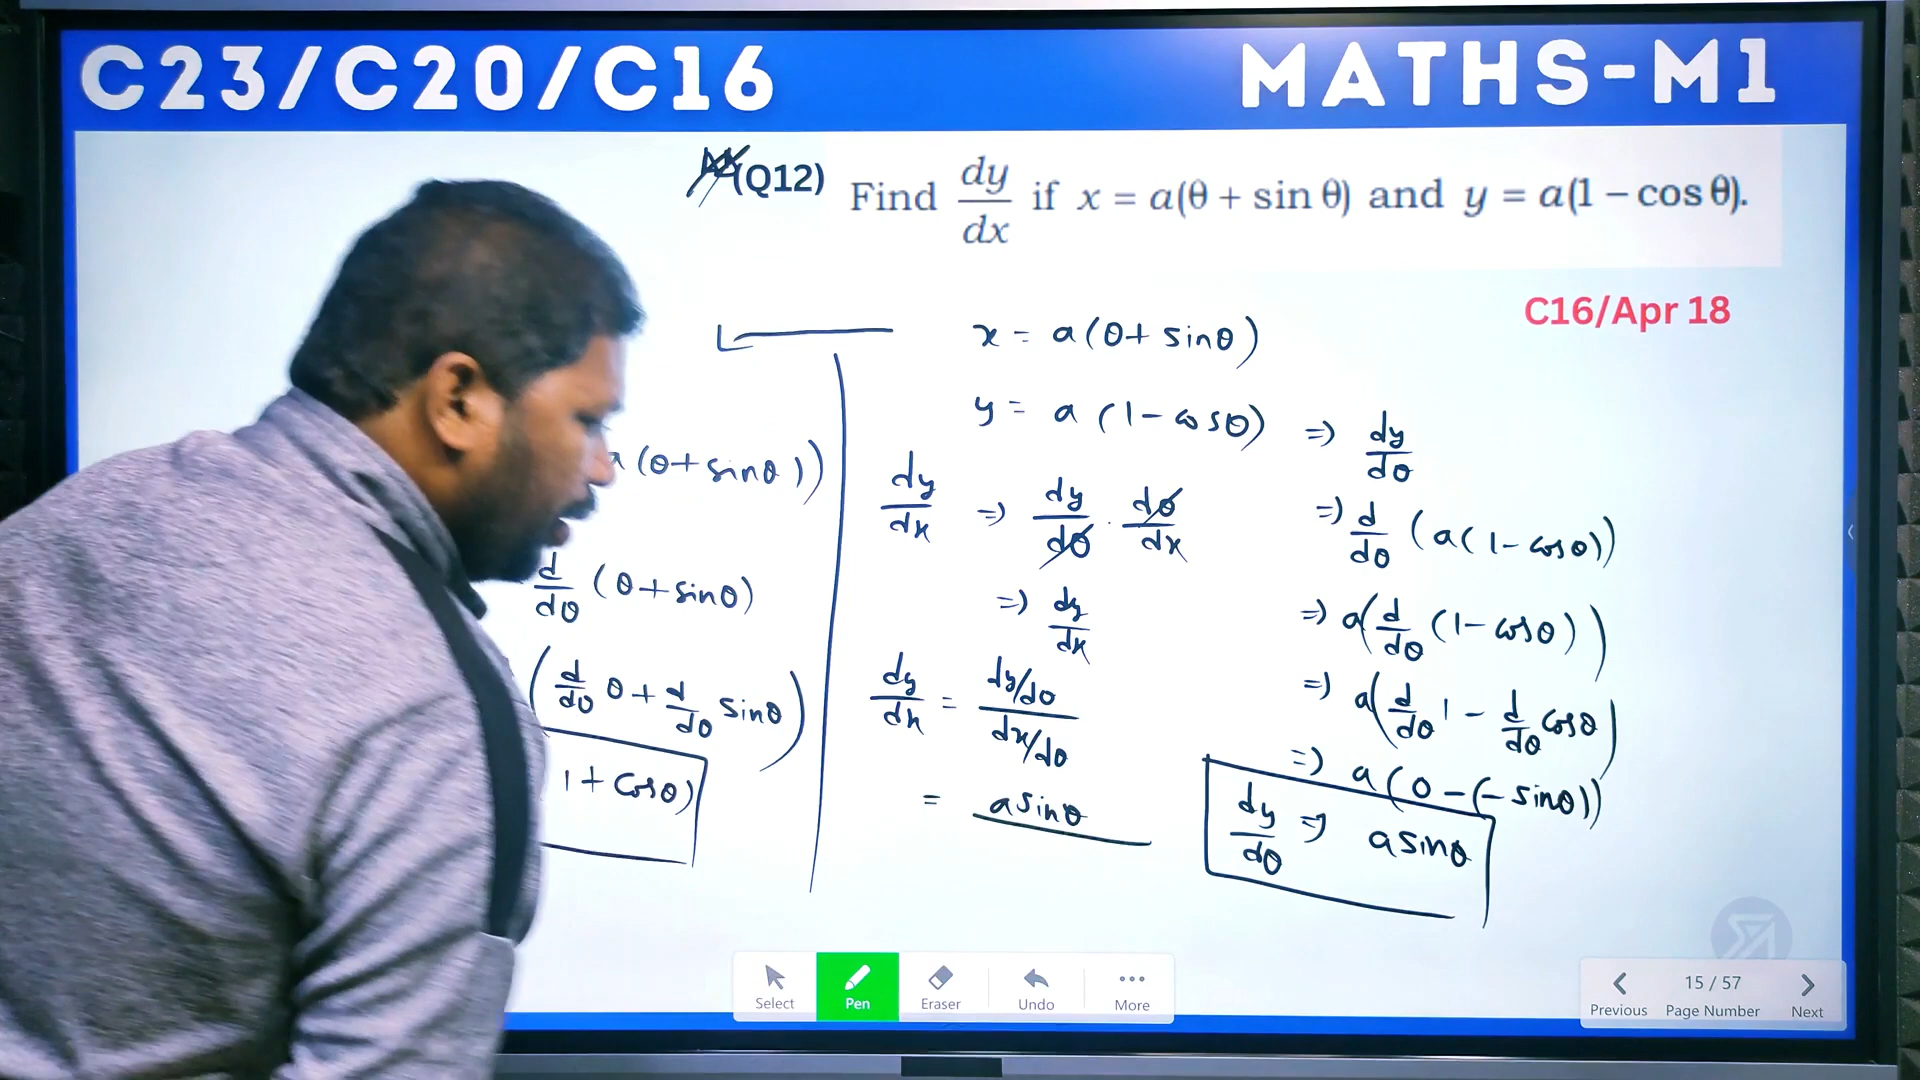 C23/C20/C16 MATHS-M1
(Q12) Find dy/dx if x = a(θ + sin θ) and y = a(1 – cos θ).
C16/Apr 18
x = a(θ + sinθ)
y = a (1 - cosθ) => dy/dθ
dy/dx => dy/dθ . dθ/dx
=> dy/dx
dy/dx = dy/dθ / dx/dθ
= a sinθ
=> d/dθ (a(1 - cosθ))
=> a(d/dθ (1 - cosθ))
=> a(d/dθ 1 - d/dθ cosθ)
=> a(0 - (- sinθ))
dy/dθ => a sinθ
a (θ + sinθ))
d/dθ (θ + sinθ)
(d/dθ θ + d/dθ sinθ)
1 + cosθ)
Select Pen Eraser Undo More
15 / 57
Previous Page Number Next